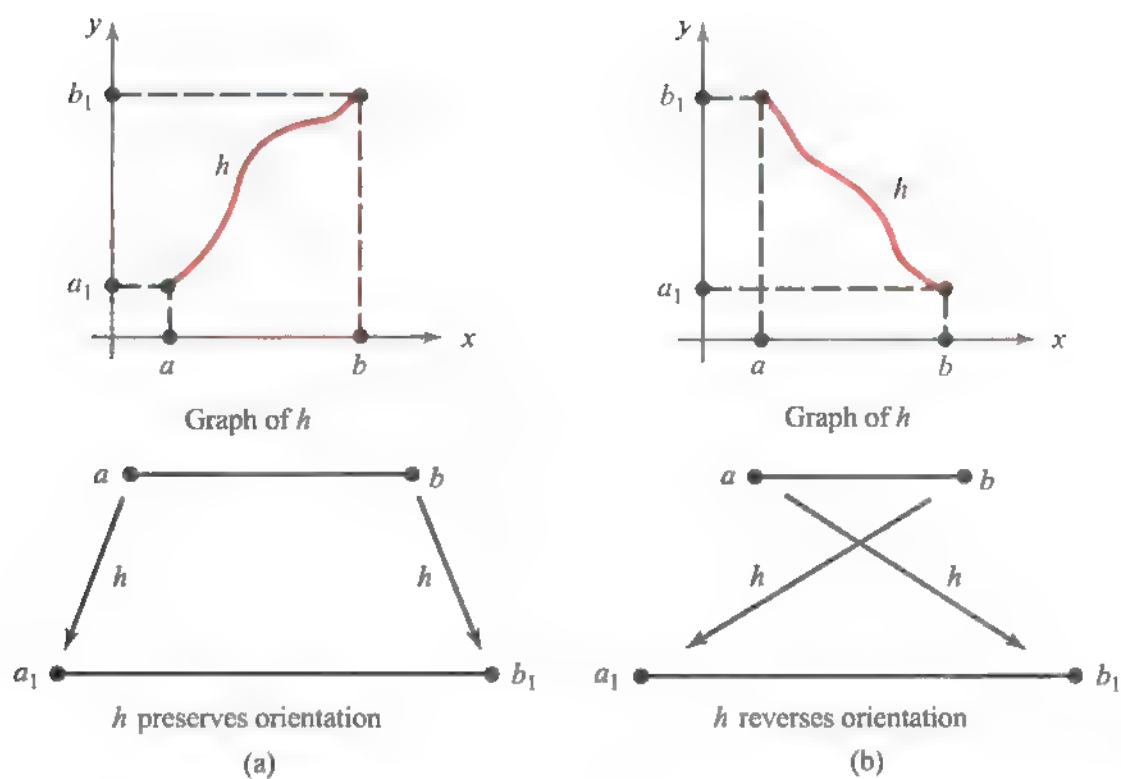 y
b₁
h
a₁
a
b
x
Graph of h
a
b
h
h
a₁
b₁
h preserves orientation
(a)
y
b₁
h
a₁
a
b
x
Graph of h
a
b
h
h
a₁
b₁
h reverses orientation
(b)